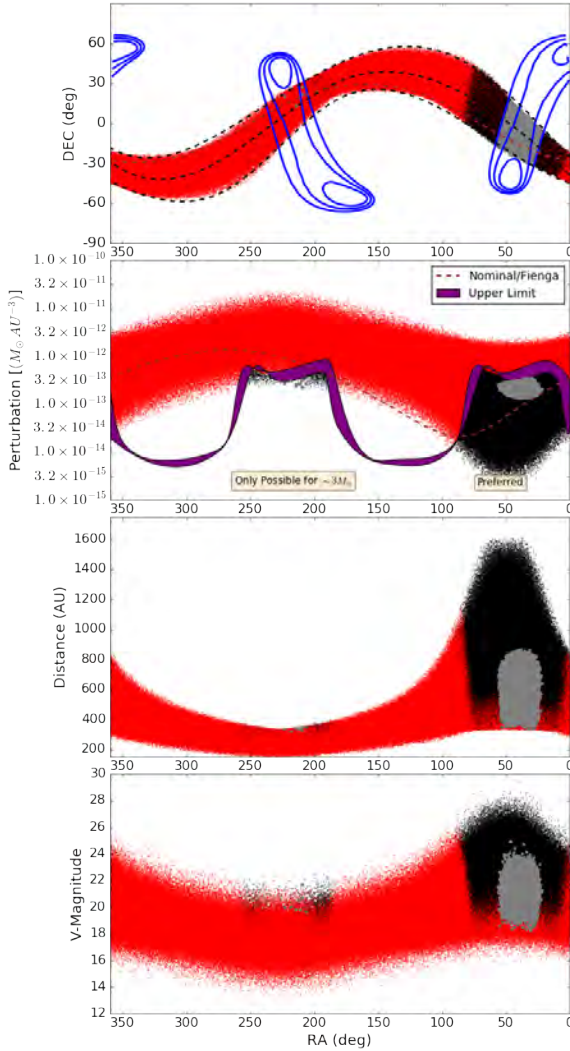 60
30
0
-30
-60
-90
DEC (deg)
350 300 250 200 150 100 50 0
1.0 × 10⁻¹⁰
3.2 × 10⁻¹¹
1.0 × 10⁻¹¹
3.2 × 10⁻¹²
1.0 × 10⁻¹²
3.2 × 10⁻¹³
1.0 × 10⁻¹³
3.2 × 10⁻¹⁴
1.0 × 10⁻¹⁴
3.2 × 10⁻¹⁵
1.0 × 10⁻¹⁵
Perturbation [(M⊙ AU⁻³)]
Nominal/Fienga
Upper Limit
Only Possible for ~3M
Preferred
350 300 250 200 150 100 50 0
1600
1400
1200
1000
800
600
400
200
Distance (AU)
350 300 250 200 150 100 50 0
30
28
26
24
22
20
18
16
14
12
V-Magnitude
350 300 250 200 150 100 50 0
RA (deg)